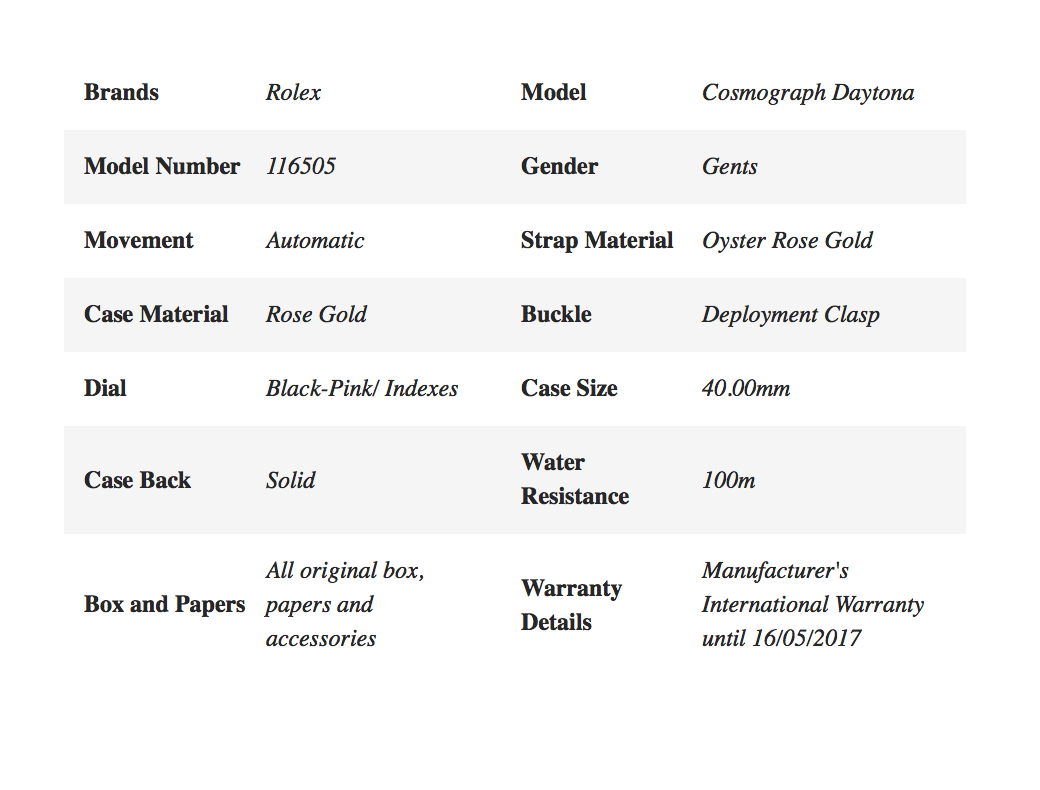 Brands Rolex Model Cosmograph Daytona
Model Number 116505 Gender Gents
Movement Automatic Strap Material Oyster Rose Gold
Case Material Rose Gold Buckle Deployment Clasp
Dial Black-Pink/ Indexes Case Size 40.00mm
Case Back Solid
Water
Resistance
100m
Box and Papers
All original box,
papers and
accessories
Warranty
Details
Manufacturer's
International Warranty
until 16/05/2017